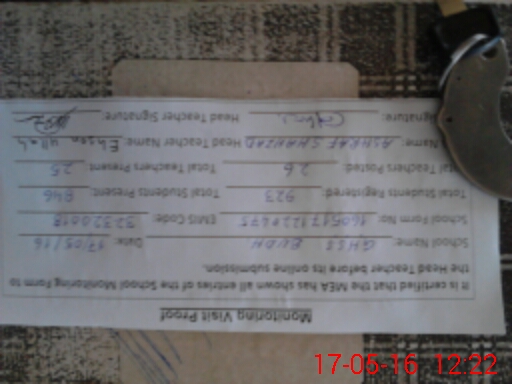 Monitoring Visit Proof
It is certified that the MEA has shown all entries of the School Monitoring Form to
the Head Teacher before its online submission.
School Name: GHSS BUDH Date: 17/05/16
School Form No: EMIS Code: 32320018
Total Students Registered: 923 Total Students Present: 846
Total Teachers Posted: 26 Total Teachers Present: 25
Name: ASHRAF SHAHZAD Head Teacher Name: Ehsan ullah
Signature: Head Teacher Signature:
17-05-16 12:22